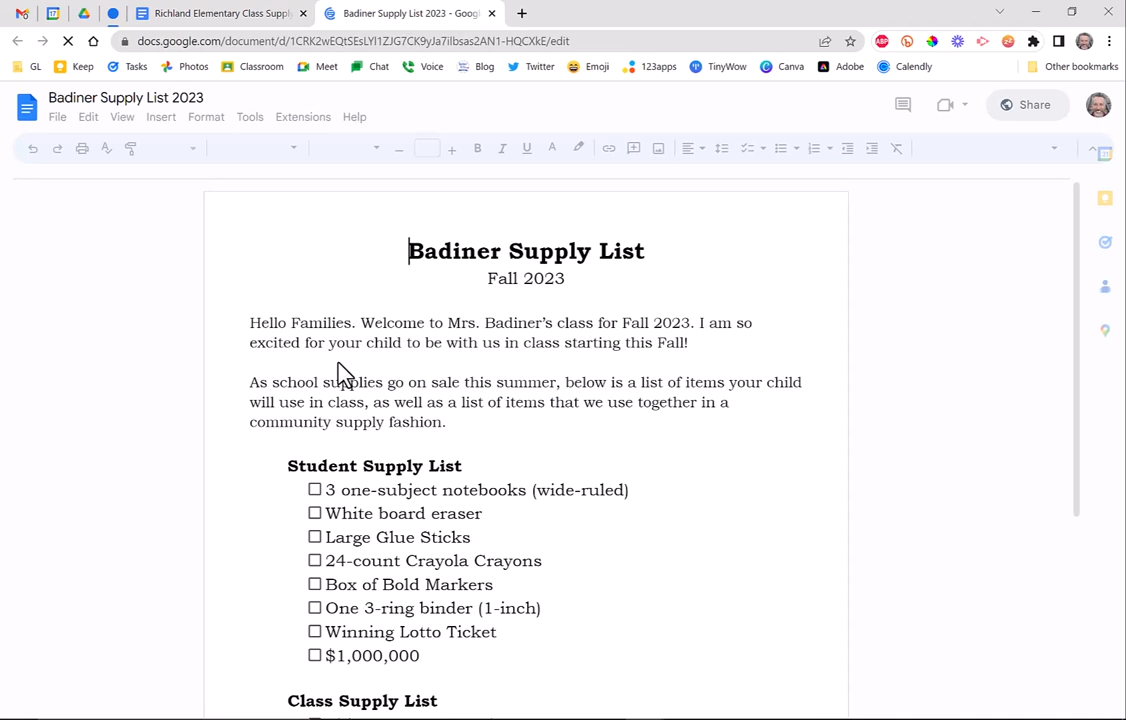 Richland Elementary Class Supply
Badiner Supply List 2023 - Goog
docs.google.com/document/d/1CRK2wEQtSEsLYl1ZJG7CK9yJa7ilbsas2AN1-HQCXkE/edit
GL Keep Tasks Photos Classroom Meet Chat Voice Blog Twitter Emoji 123apps TinyWow Canva Adobe Calendly Other bookmarks
Badiner Supply List 2023
File Edit View Insert Format Tools Extensions Help
Share
Badiner Supply List
Fall 2023
Hello Families. Welcome to Mrs. Badiner's class for Fall 2023. I am so
excited for your child to be with us in class starting this Fall!
As school supplies go on sale this summer, below is a list of items your child
will use in class, as well as a list of items that we use together in a
community supply fashion.
Student Supply List
3 one-subject notebooks (wide-ruled)
White board eraser
Large Glue Sticks
24-count Crayola Crayons
Box of Bold Markers
One 3-ring binder (1-inch)
Winning Lotto Ticket
$1,000,000
Class Supply List